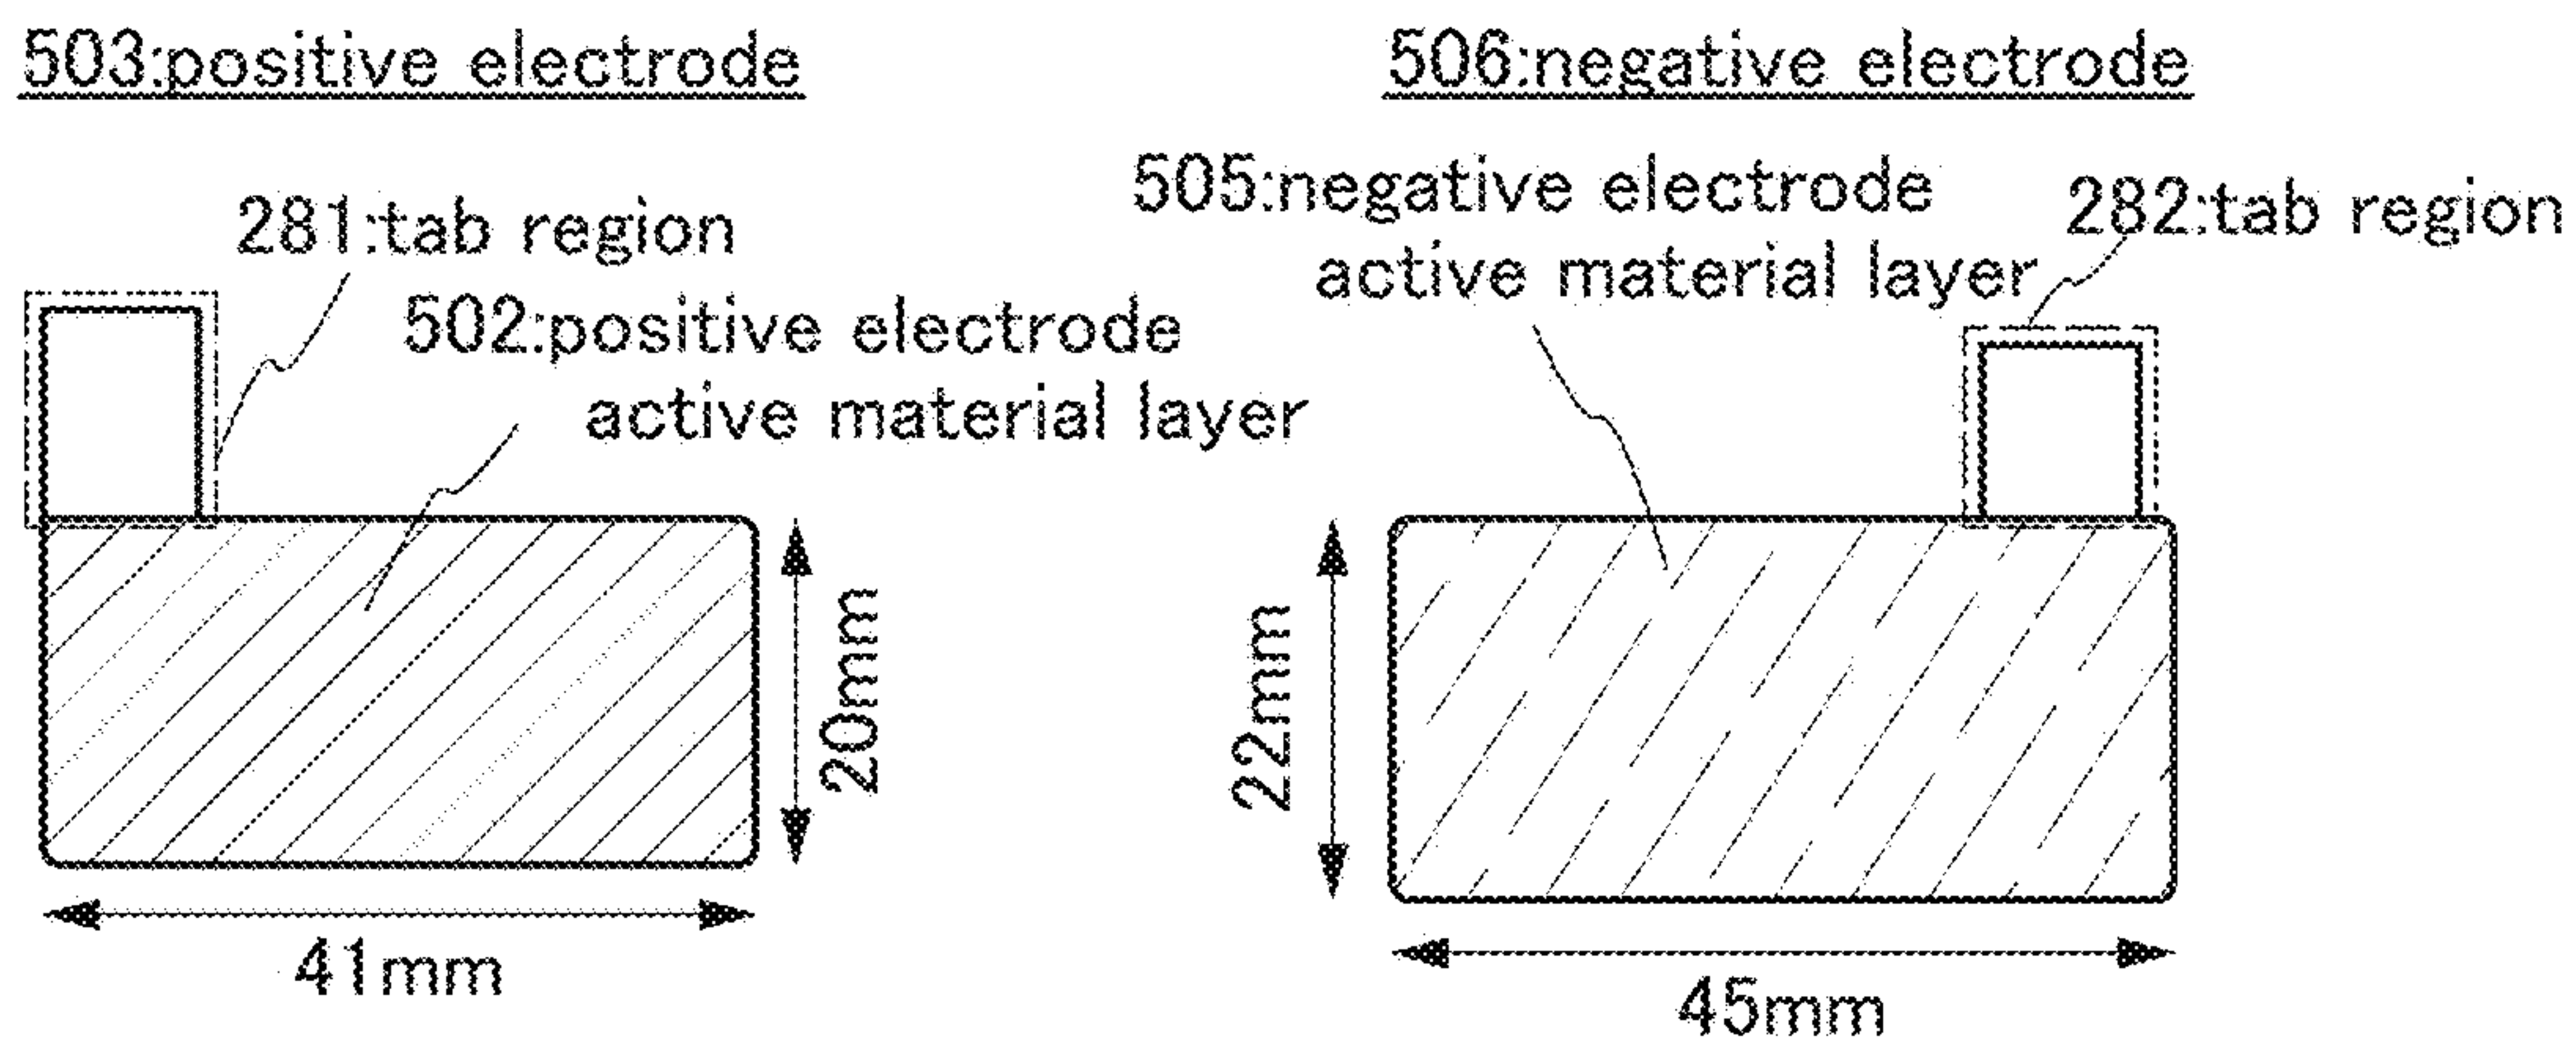 503:positive electrode
281:tab region
502:positive electrode
active material layer
20mm
41mm
506:negative electrode
505:negative electrode
active material layer
282:tab region
22mm
45mm